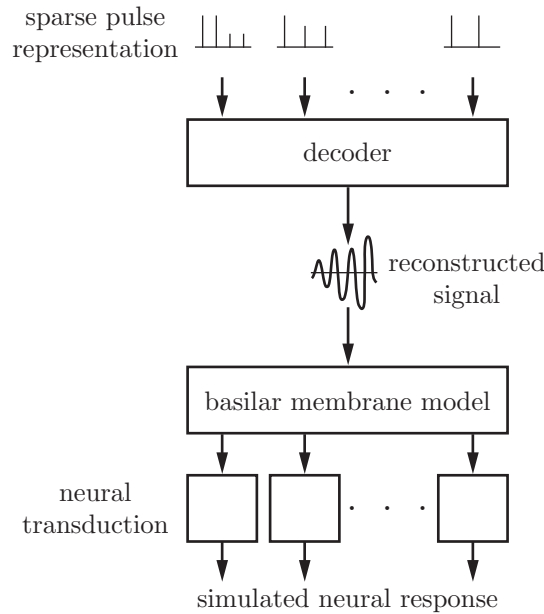 sparse pulse
representation
decoder
reconstructed
signal
basilar membrane model
neural
transduction
simulated neural response